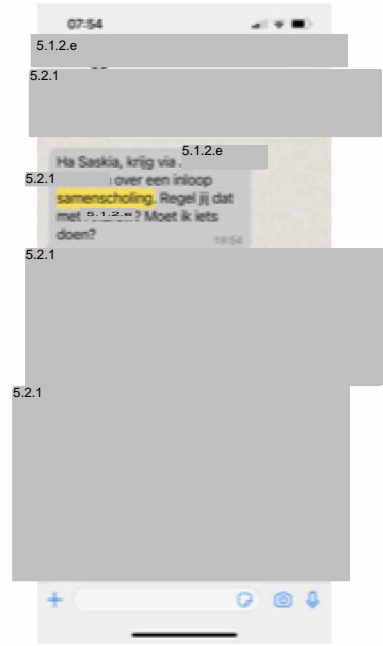 07:54
5.1.2.e
5.2.1
5.1.2.e
Ha Saskia, krijg via
5.2.1 over een inloop
samenscholing. Regel jij dat
met 5.1.2.e? Moet ik iets
doen?
19:54
5.2.1
5.2.1